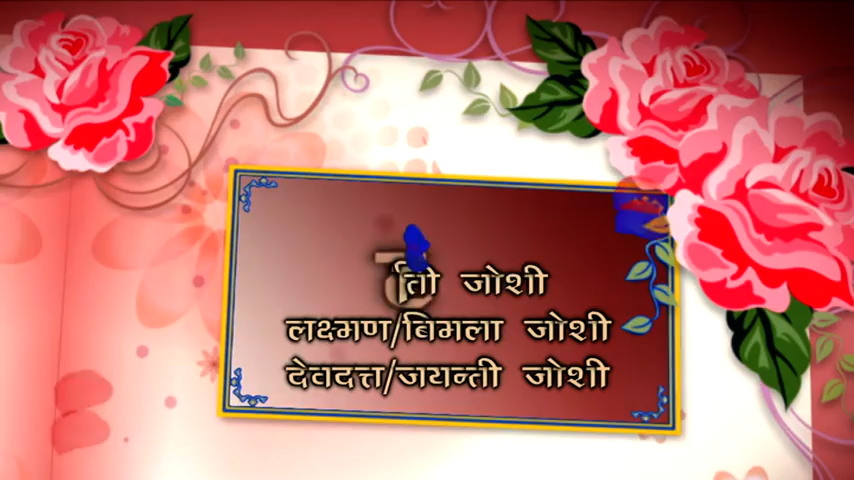 जोशी
लक्ष्मण/बिमला जोशी
देवदत्त/जयन्ती जोशी